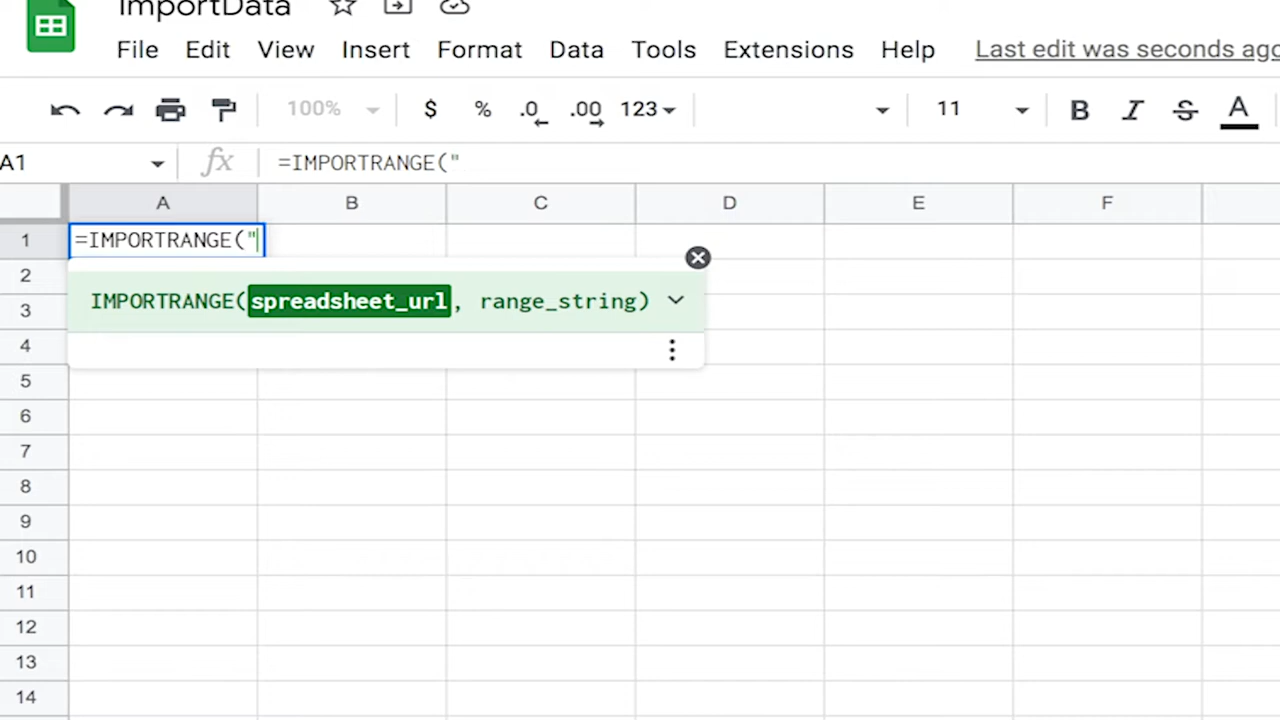 ImportData
File Edit View Insert Format Data Tools Extensions Help Last edit was seconds ago
100% $ % .0 .00 123 11 B I S A
A1 fx =IMPORTRANGE("
A B C D E F
1 =IMPORTRANGE("
IMPORTRANGE(spreadsheet_url, range_string)
2
3
4
5
6
7
8
9
10
11
12
13
14